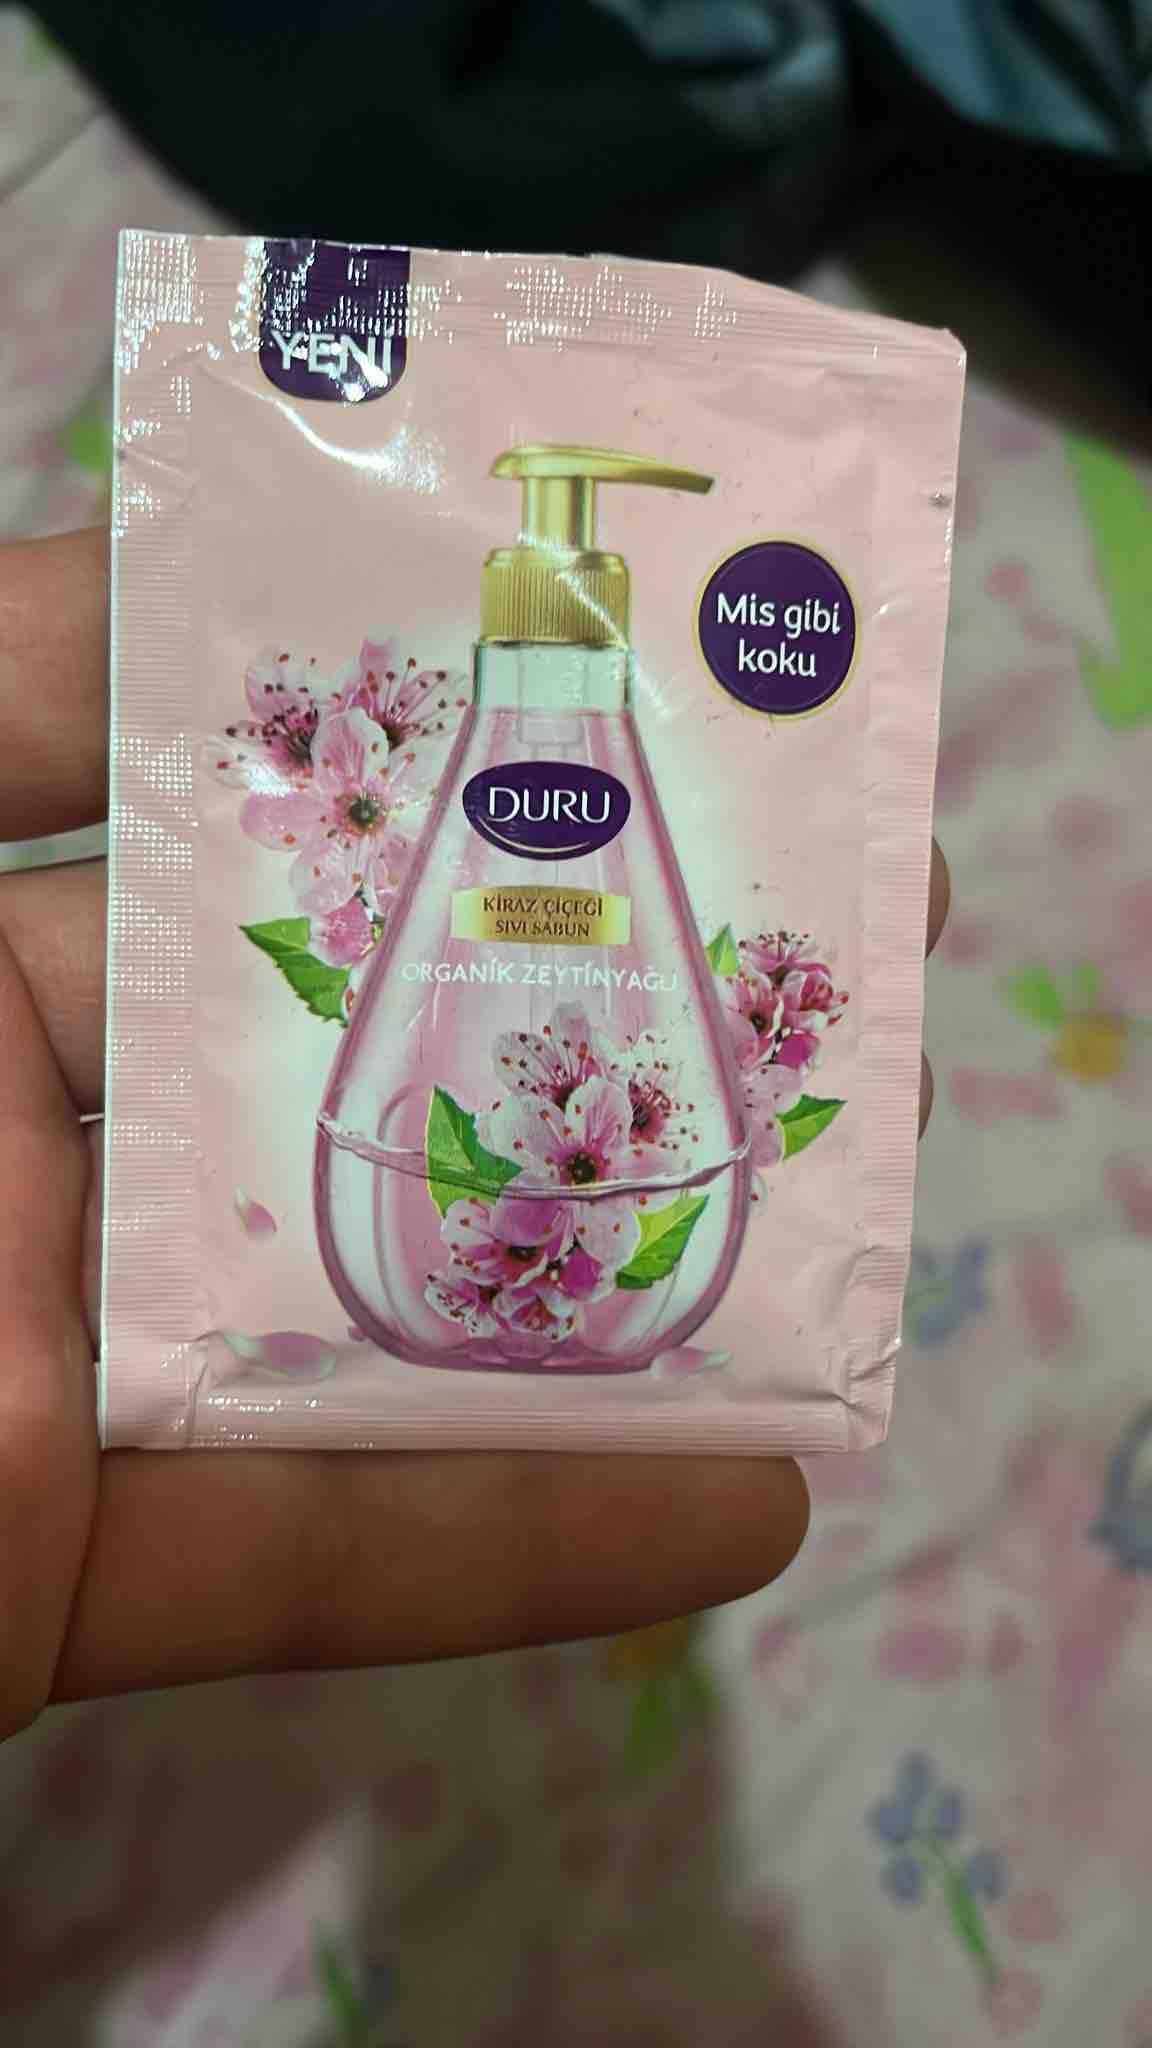 YENİ
Mis gibi
koku
DURU
KİRAZ ÇİÇEĞİ
SIVI SABUN
ORGANİK ZEYTİNYAĞLI